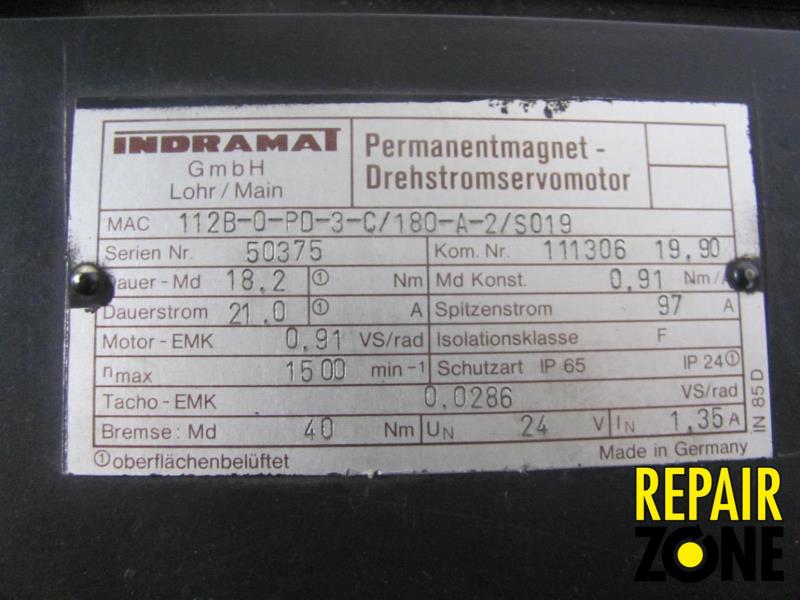 INDRAMAT
GmbH
Lohr / Main
Permanentmagnet -
Drehstromservomotor
MAC 112B-0-PD-3-C/180-A-2/S019
Serien Nr. 50375 Kom. Nr. 111306 19,90
Dauer - Md 18,2 ① Nm Md Konst. 0,91 Nm/A
Dauerstrom 21,0 ① A Spitzenstrom 97 A
Motor - EMK 0,91 VS/rad Isolationsklasse F
nmax 1500 min -1 Schutzart IP 65 IP 24①
Tacho - EMK 0,0286 VS/rad
Bremse: Md 40 Nm UN 24 V IN 1,35 A
①oberflächenbelüftet Made in Germany
IN 85 D
REPAIR
ZONE